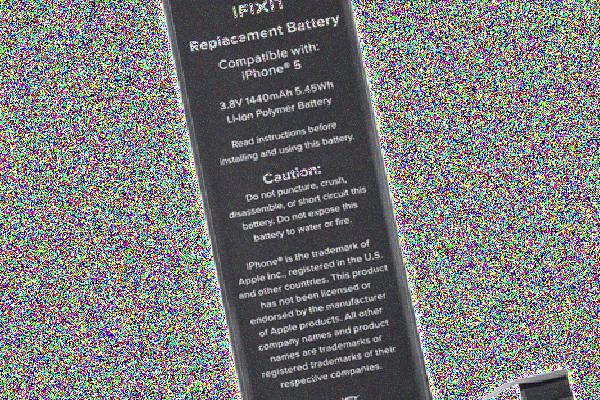 iFixit
Replacement Battery
Compatible with:
iPhone® 5
3.8V 1440mAh 5.45Wh
Li-Ion Polymer Battery
Read instructions before
installing and using this battery.
Caution:
Do not puncture, crush,
disassemble, or short circuit this
battery. Do not expose this
battery to water or fire.
iPhone® is the trademark of
Apple Inc., registered in the U.S.
and other countries. This product
has not been licensed or
endorsed by the manufacturer
of Apple products. All other
company names and product
names are trademarks of
registered trademarks of their
respective companies.